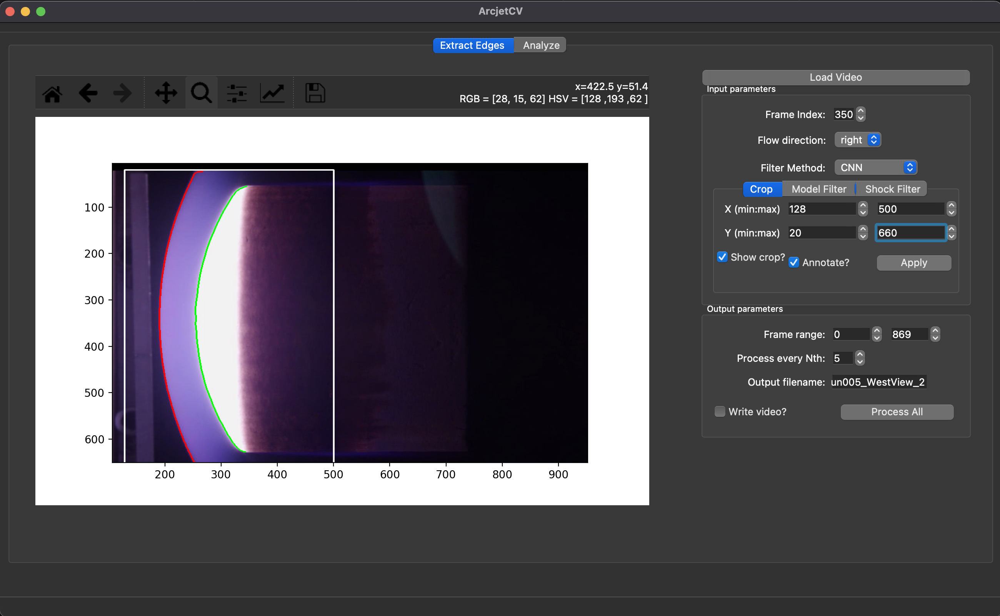 ArcjetCV
Extract Edges Analyze
x=422.5 y=51.4
RGB = [28, 15, 62] HSV = [128 ,193 ,62 ]
100
200
300
400
500
600
200 300 400 500 600 700 800 900
Load Video
Input parameters
Frame Index: 350
Flow direction: right
Filter Method: CNN
Crop Model Filter Shock Filter
X (min:max) 128 500
Y (min:max) 20 660
Show crop? Annotate? Apply
Output parameters
Frame range: 0 869
Process every Nth: 5
Output filename: un005_WestView_2
Write video? Process All